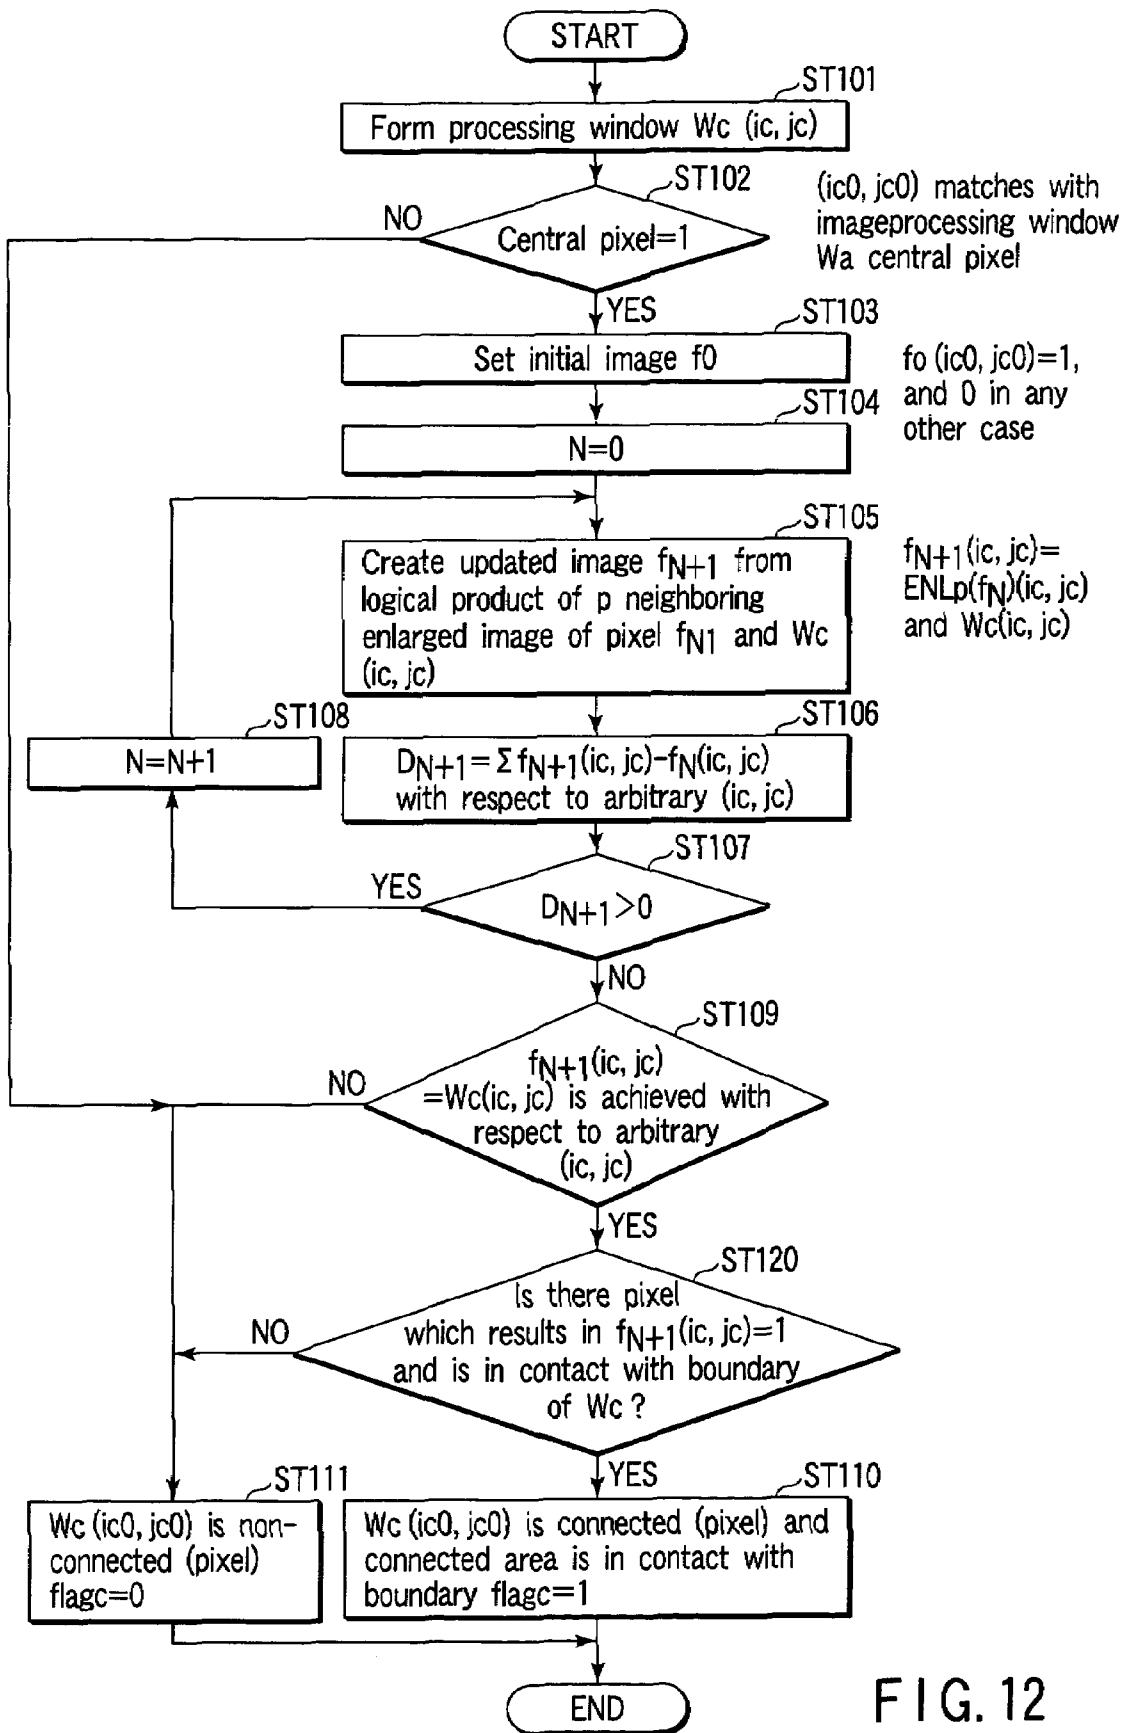 START
ST101
Form processing window Wc (ic, jc)
ST102
(ic0, jc0) matches with
imageprocessing window
Wa central pixel
NO
Central pixel=1
YES
ST103
Set initial image f0
fo (ic0, jc0)=1,
and 0 in any
other case
ST104
N=0
ST105
Create updated image fN+1 from
logical product of p neighboring
enlarged image of pixel fN1 and Wc
(ic, jc)
fN+1(ic, jc)=
ENLp(fN)(ic, jc)
and Wc(ic, jc)
ST108
N=N+1
ST106
DN+1=Σ fN+1(ic, jc)-fN(ic, jc)
with respect to arbitrary (ic, jc)
ST107
YES
DN+1>0
NO
ST109
NO
fN+1(ic, jc)
=Wc(ic, jc) is achieved with
respect to arbitrary
(ic, jc)
YES
ST120
NO
Is there pixel
which results in fN+1(ic, jc)=1
and is in contact with boundary
of Wc ?
YES
ST111
Wc (ic0, jc0) is non-
connected (pixel)
flagc=0
ST110
Wc (ic0, jc0) is connected (pixel) and
connected area is in contact with
boundary flagc=1
END
FIG. 12